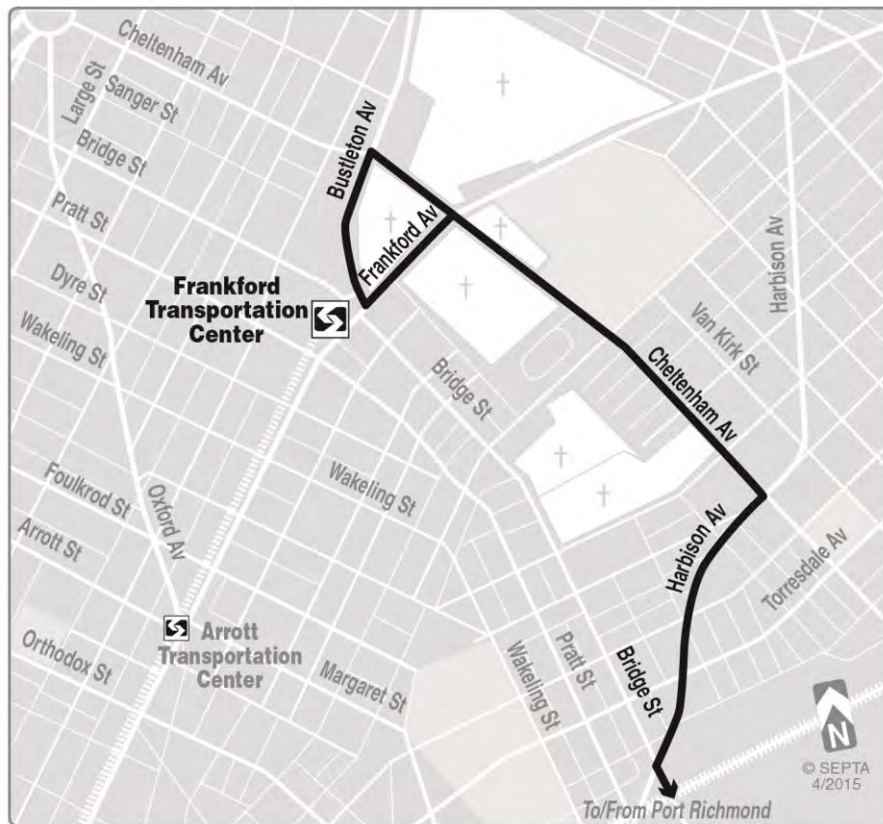 Cheltenham Av
Large St
Sanger St
Bridge St
Bustleton Av
Pratt St
Frankford Av
Harbison Av
Dyre St
Frankford
Transportation
Center
Wakeling St
Van Kirk St
Bridge St
Cheltenham Av
Wakeling St
Foulkrod St
Oxford Av
Harbison Av
Arrott St
Torresdale Av
Arrott
Transportation
Center
Orthodox St
Margaret St
Wakeling St
Pratt St
Bridge St
N
© SEPTA
4/2015
To/From Port Richmond